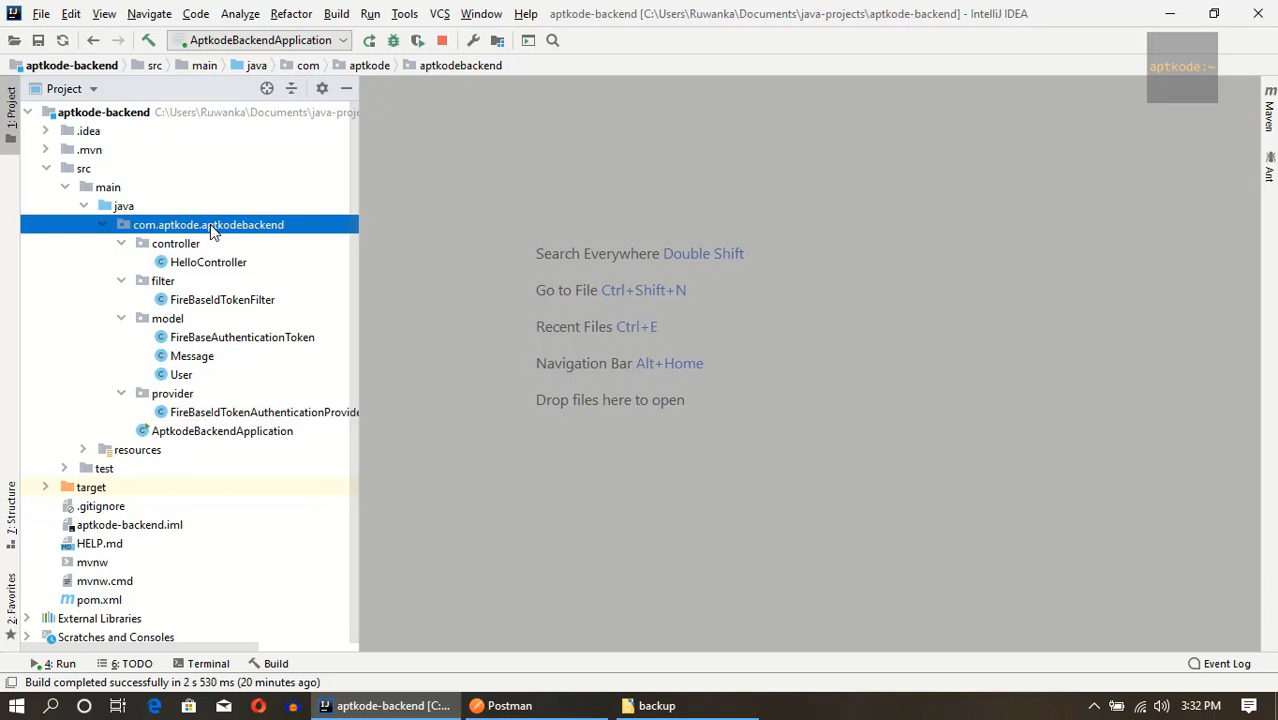 File Edit View Navigate Code Analyze Refactor Build Run Tools VCS Window Help aptkode-backend [C:\Users\Ruwanka\Documents\java-projects\aptkode-backend] - IntelliJ IDEA
AptkodeBackendApplication
aptkode-backend src main java com aptkode aptkodebackend
aptkode:~
1: Project
Project
aptkode-backend C:\Users\Ruwanka\Documents\java-proje
.idea
.mvn
src
main
java
com.aptkode.aptkodebackend
controller
HelloController
filter
FireBaseIdTokenFilter
model
FireBaseAuthenticationToken
Message
User
provider
FireBaseIdTokenAuthenticationProvide
AptkodeBackendApplication
resources
test
target
.gitignore
aptkode-backend.iml
HELP.md
mvnw
mvnw.cmd
pom.xml
External Libraries
Scratches and Consoles
Search Everywhere Double Shift
Go to File Ctrl+Shift+N
Recent Files Ctrl+E
Navigation Bar Alt+Home
Drop files here to open
Maven
Ant
Z: Structure
2: Favorites
4: Run 6: TODO Terminal Build Event Log
Build completed successfully in 2 s 530 ms (20 minutes ago)
aptkode-backend [C:... Postman backup 3:32 PM